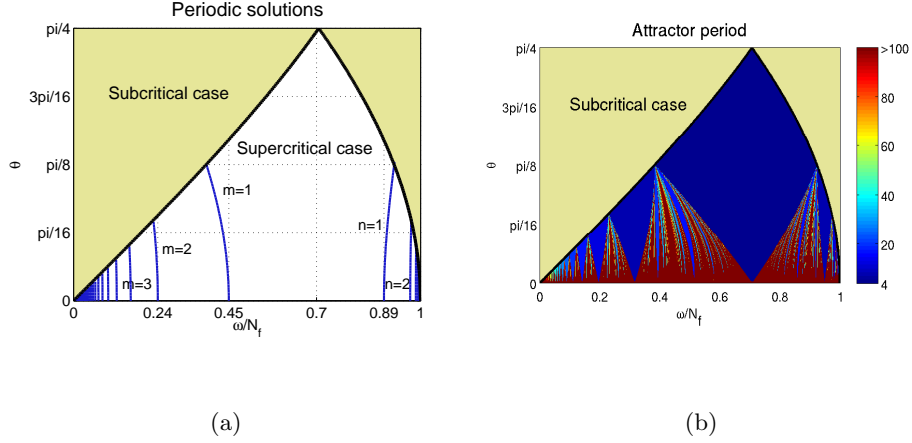 Periodic solutions
pi/4
3pi/16
pi/8
pi/16
0
θ
Subcritical case
Supercritical case
m=1
m=2
m=3
n=1
n=2
0 0.24 0.45 0.7 0.89 1
ω/N_f
(a)
Attractor period
pi/4
3pi/16
pi/8
pi/16
0
θ
Subcritical case
0 0.2 0.4 0.6 0.8 1
ω/N_f
>100
80
60
40
20
4
(b)